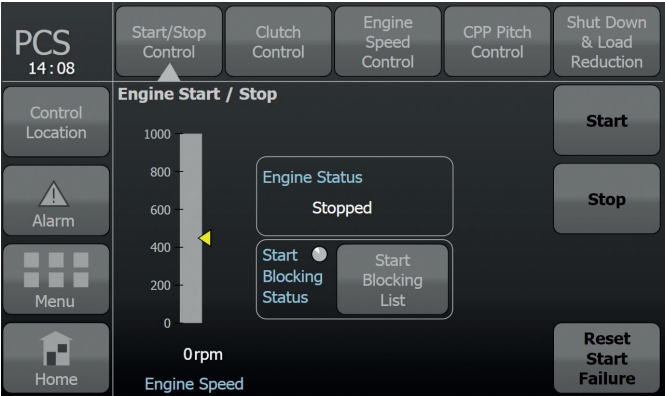 PCS
14:08
Start/Stop
Control
Clutch
Control
Engine
Speed
Control
CPP Pitch
Control
Shut Down
& Load
Reduction
Control
Location
Alarm
Menu
Home
Engine Start / Stop
1000
800
600
400
200
0
0 rpm
Engine Speed
Engine Status
Stopped
Start
Blocking
Status
Start
Blocking
List
Start
Stop
Reset
Start
Failure